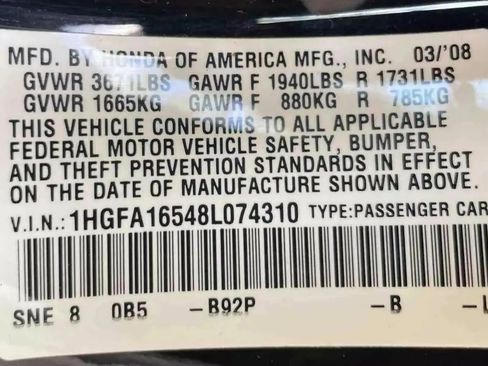 MFD. BY HONDA OF AMERICA MFG., INC. 03/'08
GVWR 3671LBS GAWR F 1940LBS R 1731LBS
GVWR 1665KG GAWR F 880KG R 785KG
THIS VEHICLE CONFORMS TO ALL APPLICABLE
FEDERAL MOTOR VEHICLE SAFETY, BUMPER,
AND THEFT PREVENTION STANDARDS IN EFFECT
ON THE DATE OF MANUFACTURE SHOWN ABOVE.
V.I.N.: 1HGFA16548L074310 TYPE:PASSENGER CAR
SNE 8 0B5 -B92P -B -L